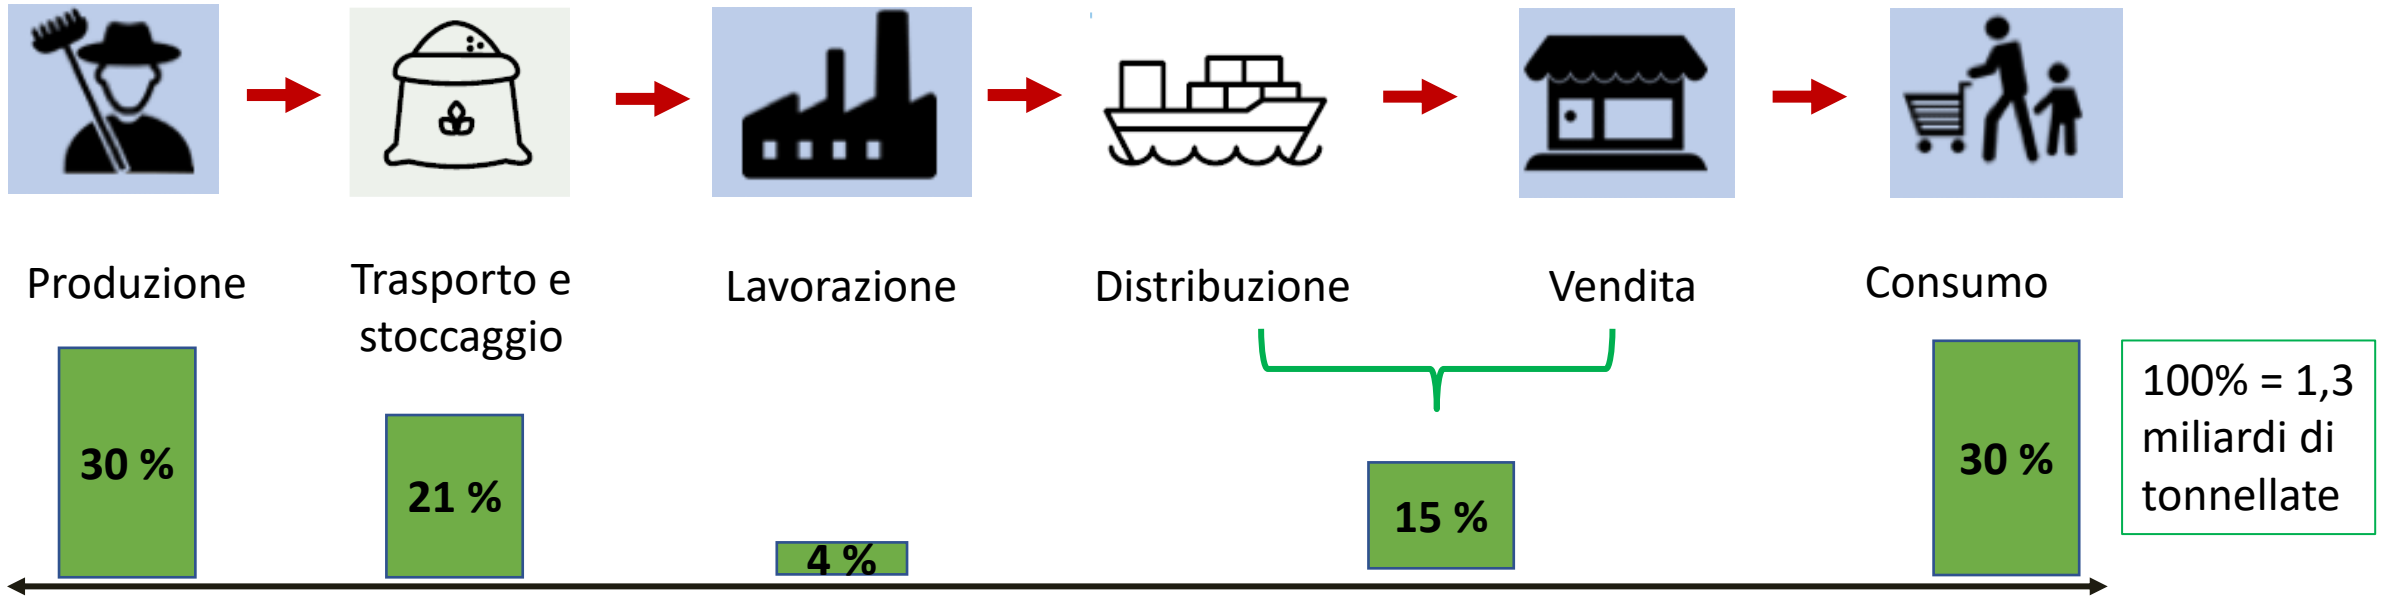 Produzione
Trasporto e
stoccaggio
Lavorazione
Distribuzione
Vendita
Consumo
30 %
21 %
4 %
15 %
30 %
100% = 1,3
miliardi di
tonnellate